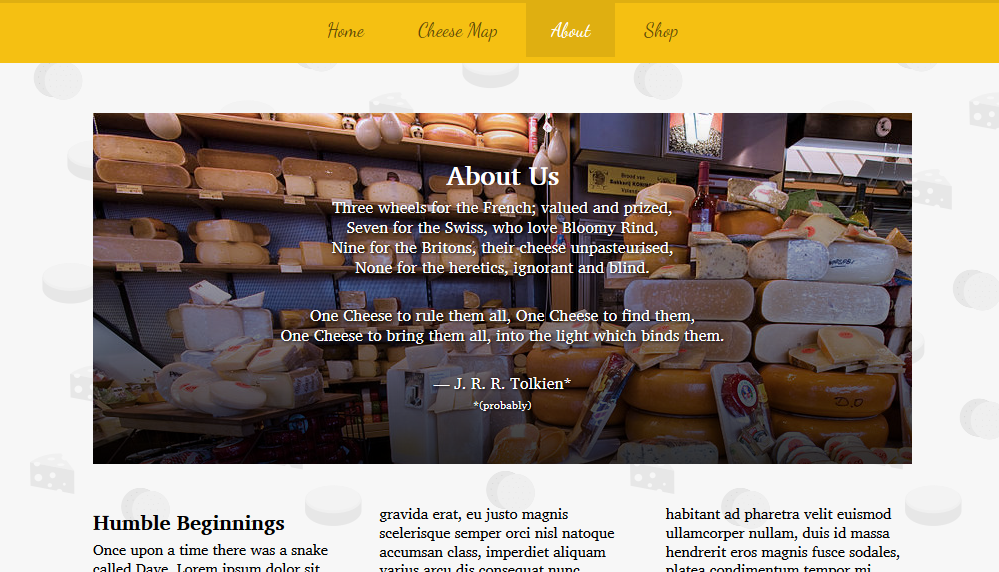 Home Cheese Map About Shop
About Us
Three wheels for the French; valued and prized,
Seven for the Swiss, who love Bloomy Rind,
Nine for the Britons, their cheese unpasteurised,
None for the heretics, ignorant and blind.
One Cheese to rule them all, One Cheese to find them,
One Cheese to bring them all, into the light which binds them.
— J. R. R. Tolkien*
*(probably)
Brood van
D.O
Humble Beginnings
Once upon a time there was a snake
called Dave. Lorem ipsum dolor sit
gravida erat, eu justo magnis
scelerisque semper orci nisl natoque
accumsan class, imperdiet aliquam
varius arcu dis consequat nunc
habitant ad pharetra velit euismod
ullamcorper nullam, duis id massa
hendrerit eros magnis fusce sodales,
platea condimentum tempor mi